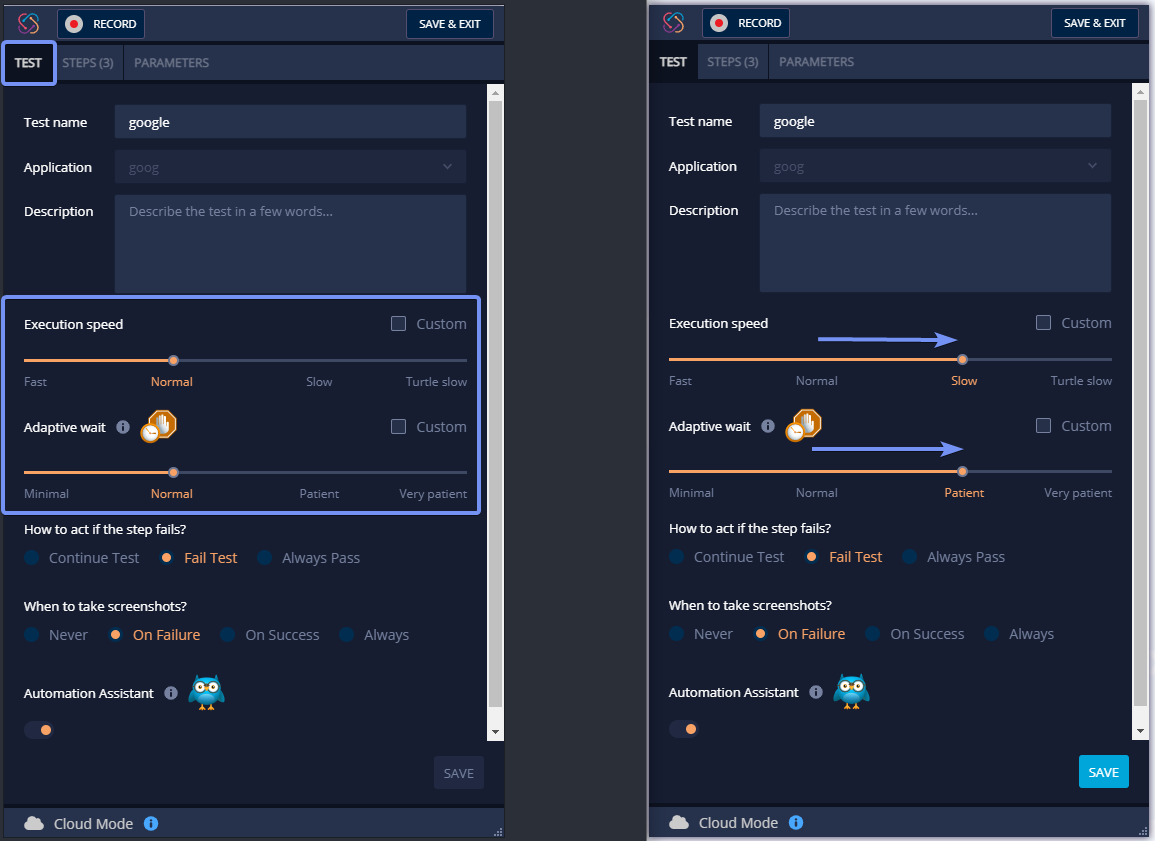 RECORD
SAVE & EXIT
TEST
STEPS (3)
PARAMETERS
Test name
google
Application
goog
Description
Describe the test in a few words...
Execution speed
Custom
Fast
Normal
Slow
Turtle slow
Adaptive wait
Custom
Minimal
Normal
Patient
Very patient
How to act if the step fails?
Continue Test
Fail Test
Always Pass
When to take screenshots?
Never
On Failure
On Success
Always
Automation Assistant
SAVE
Cloud Mode
RECORD
SAVE & EXIT
TEST
STEPS (3)
PARAMETERS
Test name
google
Application
goog
Description
Describe the test in a few words...
Execution speed
Custom
Fast
Normal
Slow
Turtle slow
Adaptive wait
Custom
Minimal
Normal
Patient
Very patient
How to act if the step fails?
Continue Test
Fail Test
Always Pass
When to take screenshots?
Never
On Failure
On Success
Always
Automation Assistant
SAVE
Cloud Mode